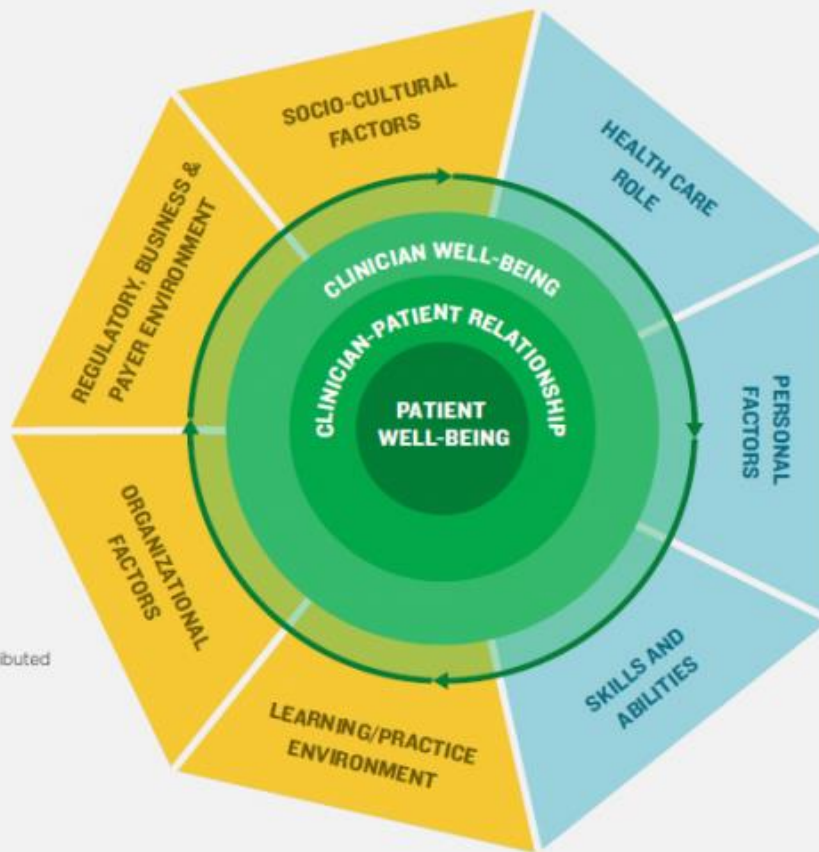 SOCIO-CULTURAL
FACTORS
HEALTH CARE
ROLE
REGULATORY, BUSINESS &
PAYER ENVIRONMENT
CLINICIAN WELL-BEING
CLINICIAN-PATIENT RELATIONSHIP
PATIENT
WELL-BEING
PERSONAL
FACTORS
ORGANIZATIONAL
FACTORS
SKILLS AND
ABILITIES
LEARNING/PRACTICE
ENVIRONMENT